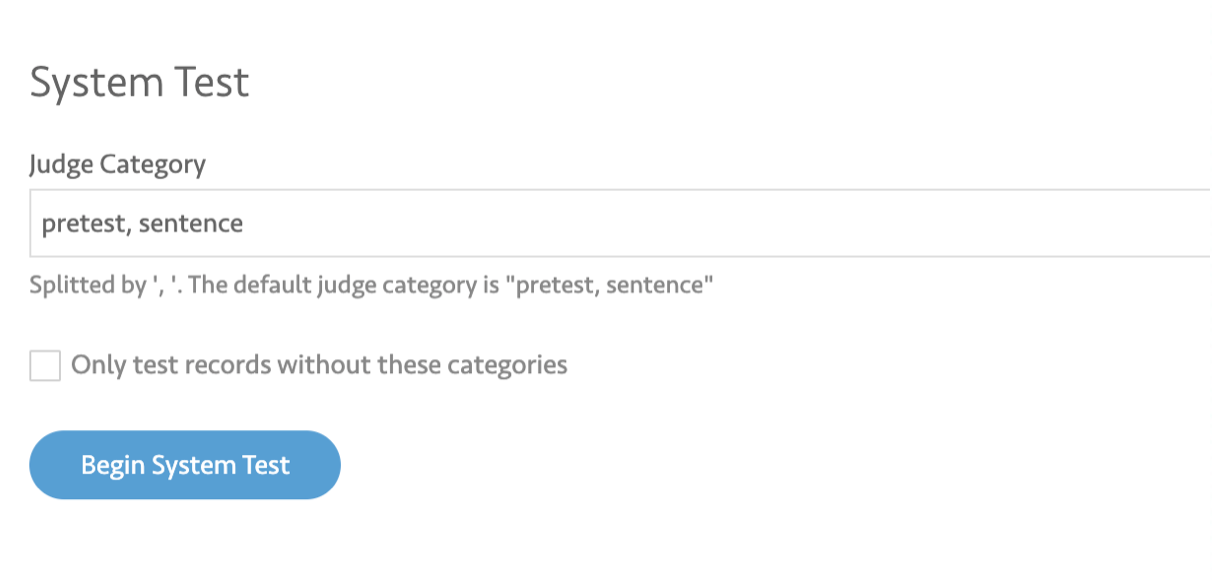 System Test
Judge Category
pretest, sentence
Splitted by ', '. The default judge category is "pretest, sentence"
Only test records without these categories
Begin System Test